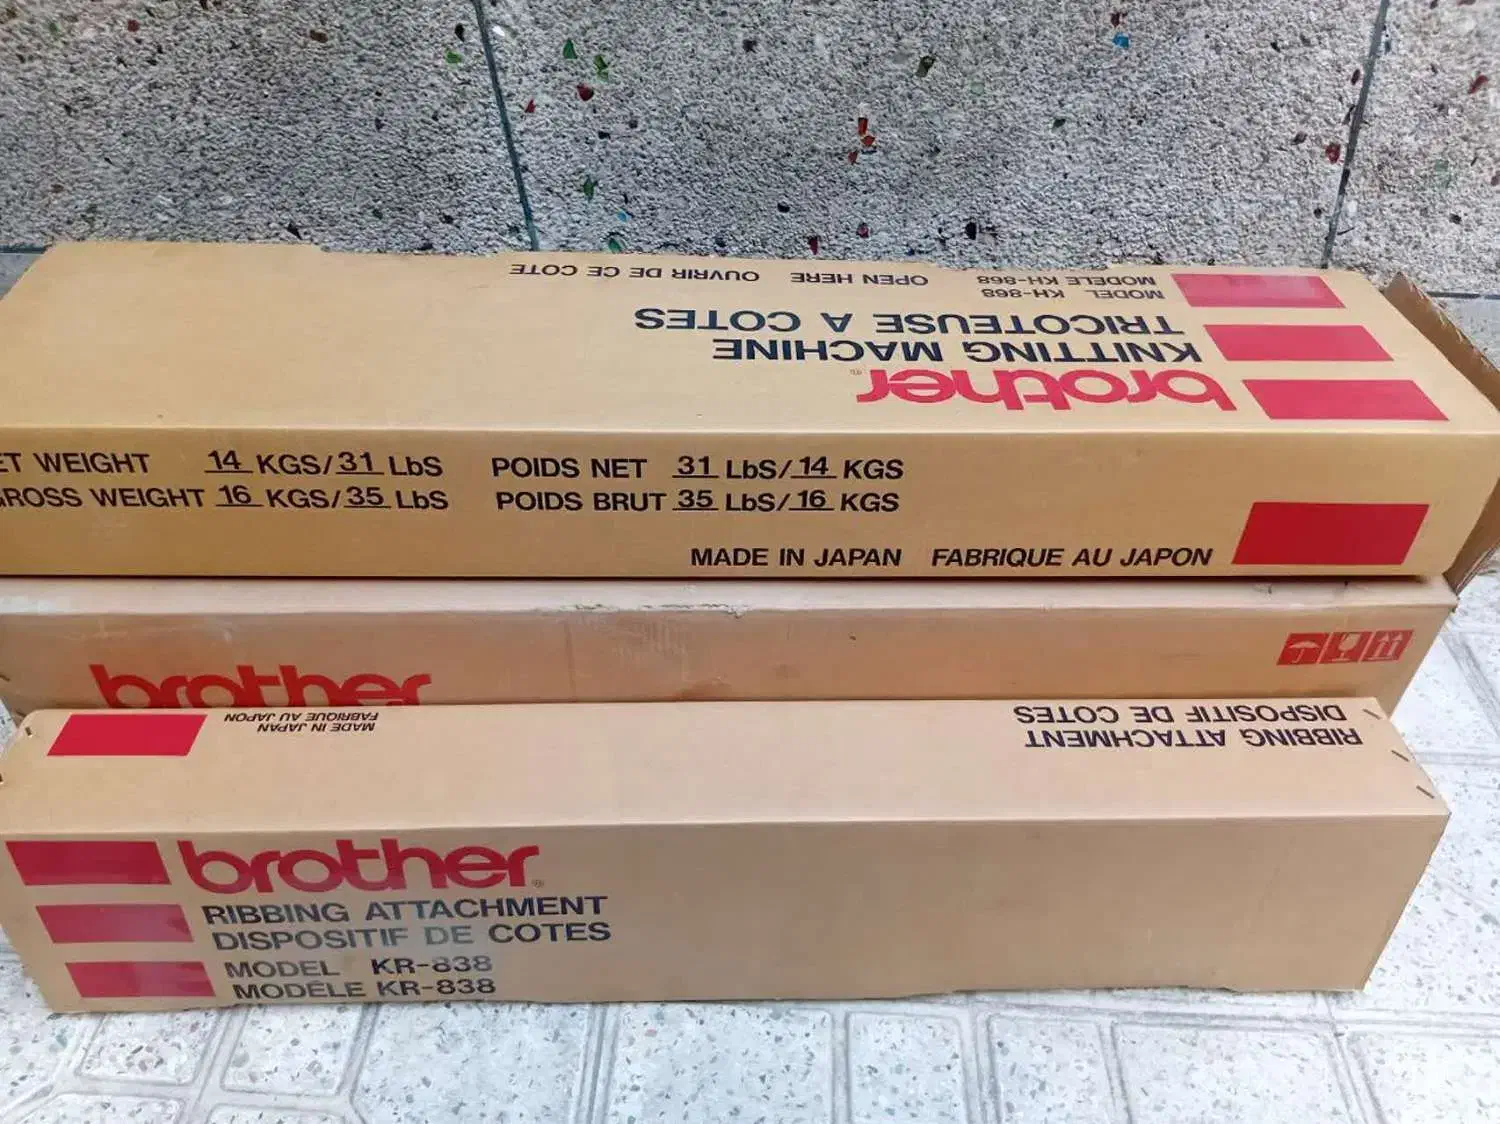 OPEN HERE OUVRIR DE CE COTE
MODELE KH-868
MODEL KH-868
TRICOTEUSE A COTES
KNITTING MACHINE
brother®
ET WEIGHT 14 KGS/31 LbS POIDS NET 31 LbS/14 KGS
GROSS WEIGHT 16 KGS/35 LbS POIDS BRUT 35 LbS/16 KGS
MADE IN JAPAN FABRIQUE AU JAPON
brother
FABRIQUE AU JAPON
MADE IN JAPAN
DISPOSITIF DE COTES
RIBBING ATTACHMENT
brother®
RIBBING ATTACHMENT
DISPOSITIF DE COTES
MODEL KR-838
MODÈLE KR-838